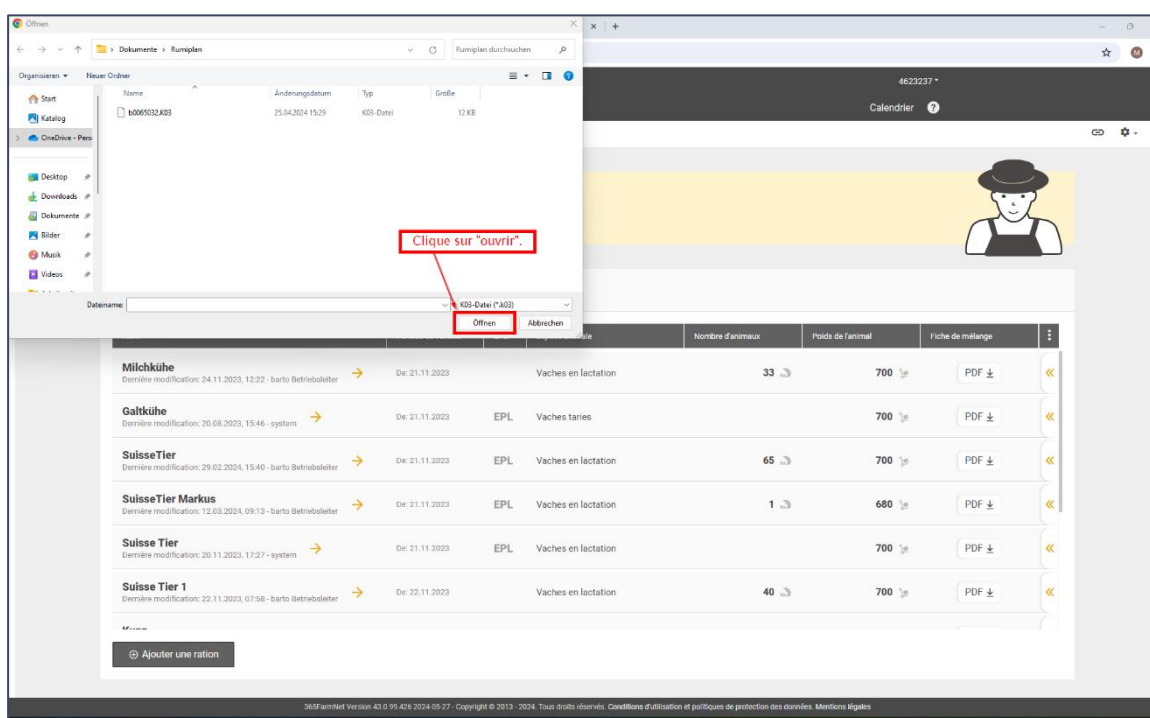 Öffnen
Dokumente > Rumiplan
Rumiplan durchsuchen
Organisieren
Neuer Ordner
Name
Änderungsdatum
Typ
Größe
b0065032.K03
25.04.2024 15:29
K03-Datei
12 KB
Start
Katalog
OneDrive - Pers
Desktop
Downloads
Dokumente
Bilder
Musik
Videos
Dateiname:
K03-Datei (*.k03)
Öffnen
Abbrechen
Clique sur "ouvrir".
4623237
Calendrier
M
Nombre d'animaux
Poids de l'animal
Fiche de mélange
Milchkühe
Dernière modification: 24.11.2023, 12:22 - barto Betriebsleiter
De: 21.11.2023
Vaches en lactation
33
700
PDF
Galtkühe
Dernière modification: 20.08.2023, 15:46 - system
De: 21.11.2023
EPL
Vaches taries
700
PDF
SuisseTier
Dernière modification: 29.02.2024, 15:40 - barto Betriebsleiter
De: 21.11.2023
EPL
Vaches en lactation
65
700
PDF
SuisseTier Markus
Dernière modification: 12.03.2024, 09:13 - barto Betriebsleiter
De: 21.11.2023
EPL
Vaches en lactation
1
680
PDF
Suisse Tier
Dernière modification: 20.11.2023, 17:27 - system
De: 21.11.2023
EPL
Vaches en lactation
700
PDF
Suisse Tier 1
Dernière modification: 22.11.2023, 07:58 - barto Betriebsleiter
De: 22.11.2023
Vaches en lactation
40
700
PDF
Ajouter une ration
365FarmNet Version 43.0.99.426 2024-05-27 - Copyright © 2013 - 2024. Tous droits réservés. Conditions d'utilisation et politiques de protection des données. Mentions légales